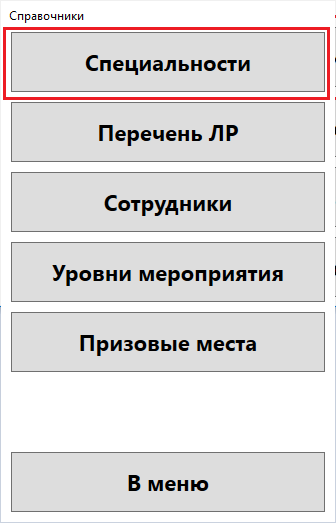 Справочники
Специальности
Перечень ЛР
Сотрудники
Уровни мероприятия
Призовые места
В меню